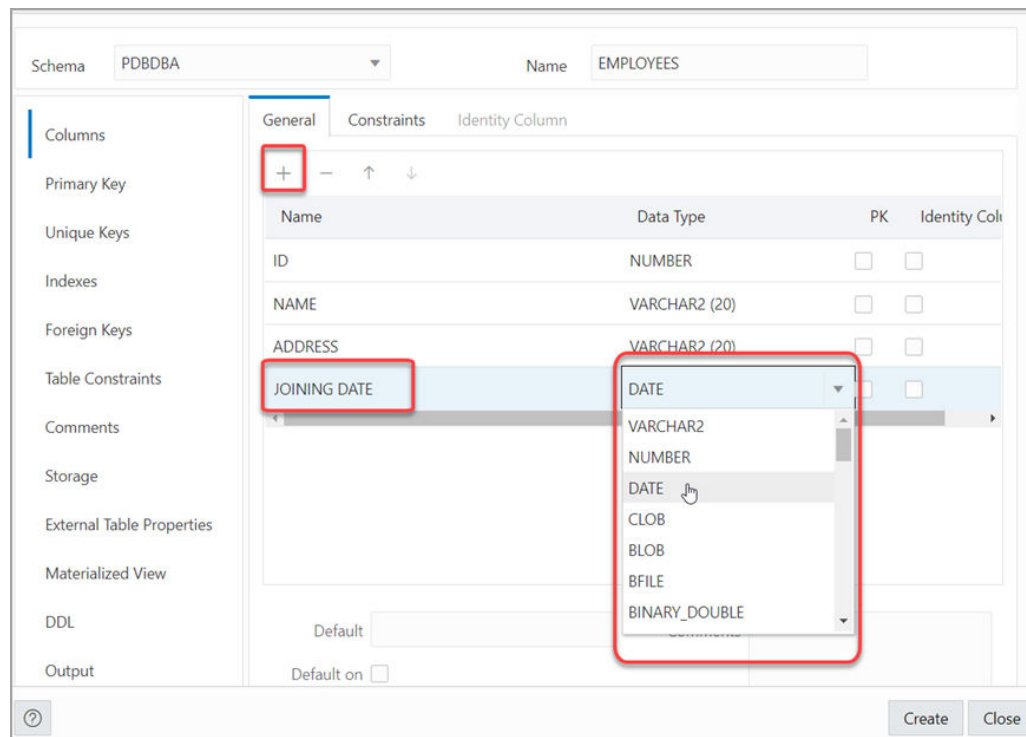 Schema PDBDBA Name EMPLOYEES
Columns
Primary Key
Unique Keys
Indexes
Foreign Keys
Table Constraints
Comments
Storage
External Table Properties
Materialized View
DDL
Output
General Constraints Identity Column
Name Data Type PK Identity Colu
ID NUMBER
NAME VARCHAR2 (20)
ADDRESS VARCHAR2 (20)
JOINING DATE DATE
VARCHAR2
NUMBER
DATE
CLOB
BLOB
BFILE
BINARY_DOUBLE
Default Comments
Default on
Create Close